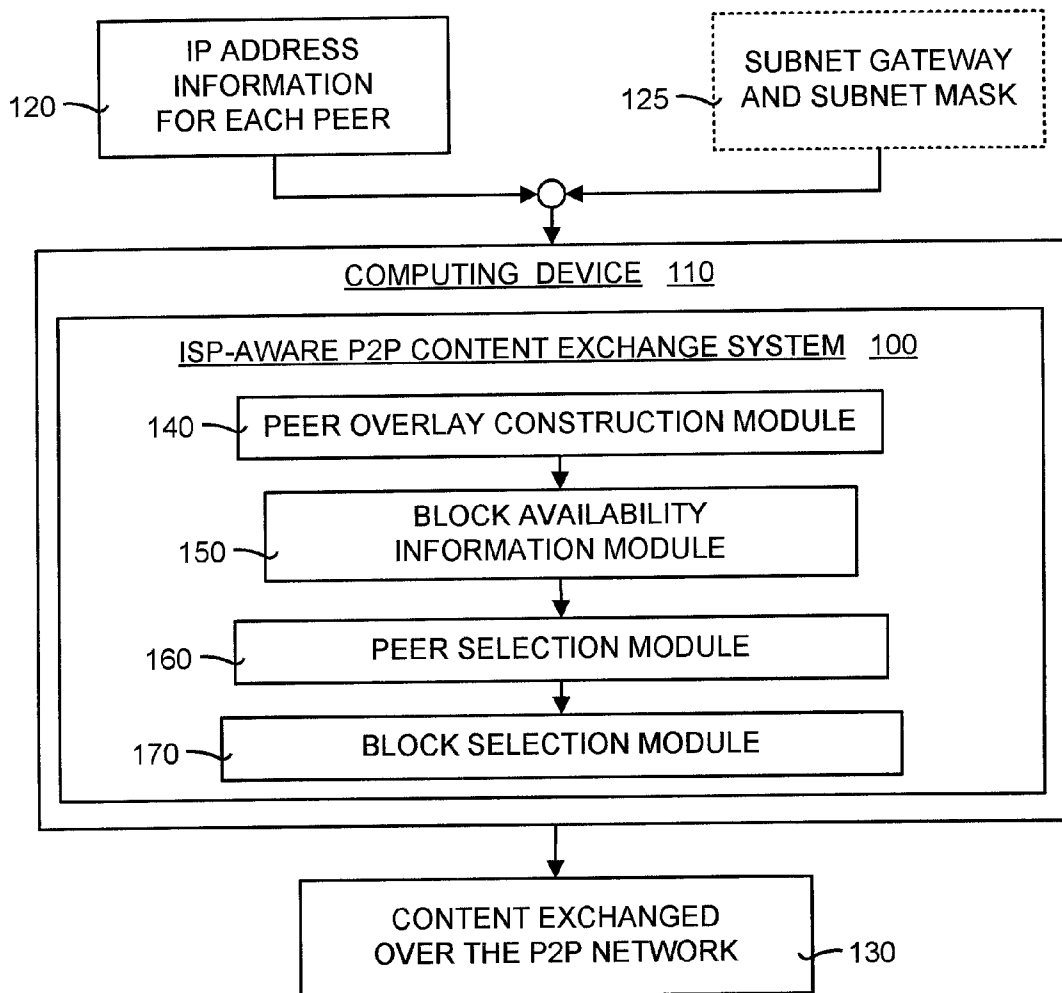 IP ADDRESS
INFORMATION
FOR EACH PEER
120
SUBNET GATEWAY
AND SUBNET MASK
125
COMPUTING DEVICE 110
ISP-AWARE P2P CONTENT EXCHANGE SYSTEM 100
140
PEER OVERLAY CONSTRUCTION MODULE
BLOCK AVAILABILITY
INFORMATION MODULE
150
160
PEER SELECTION MODULE
170
BLOCK SELECTION MODULE
CONTENT EXCHANGED
OVER THE P2P NETWORK
130